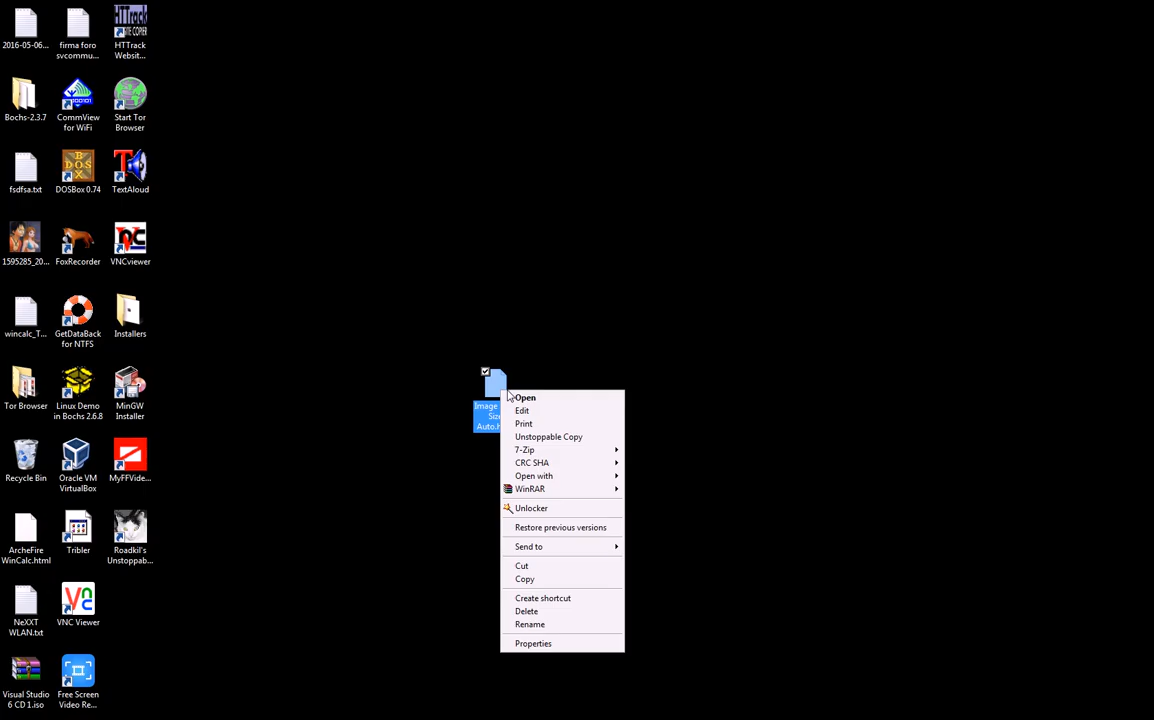 2016-05-06...
firma foro
svcommu...
HTTrack
Websit...
Bochs-2.3.7
CommView
for WiFi
Start Tor
Browser
fsdfsa.txt
DOSBox 0.74
TextAloud
1595285_20...
FoxRecorder
VNCviewer
wincalc_T...
GetDataBack
for NTFS
Installers
Tor Browser
Linux Demo
in Bochs 2.6.8
MinGW
Installer
Recycle Bin
Oracle VM
VirtualBox
MyFFVide...
ArcheFire
WinCalc.html
Tribler
Roadkil's
Unstoppab...
NeXXT
WLAN.txt
VNC Viewer
Visual Studio
6 CD 1.iso
Free Screen
Video Re...
Image
Auto.
Open
Edit
Print
Unstoppable Copy
7-Zip
CRC SHA
Open with
WinRAR
Unlocker
Restore previous versions
Send to
Cut
Copy
Create shortcut
Delete
Rename
Properties